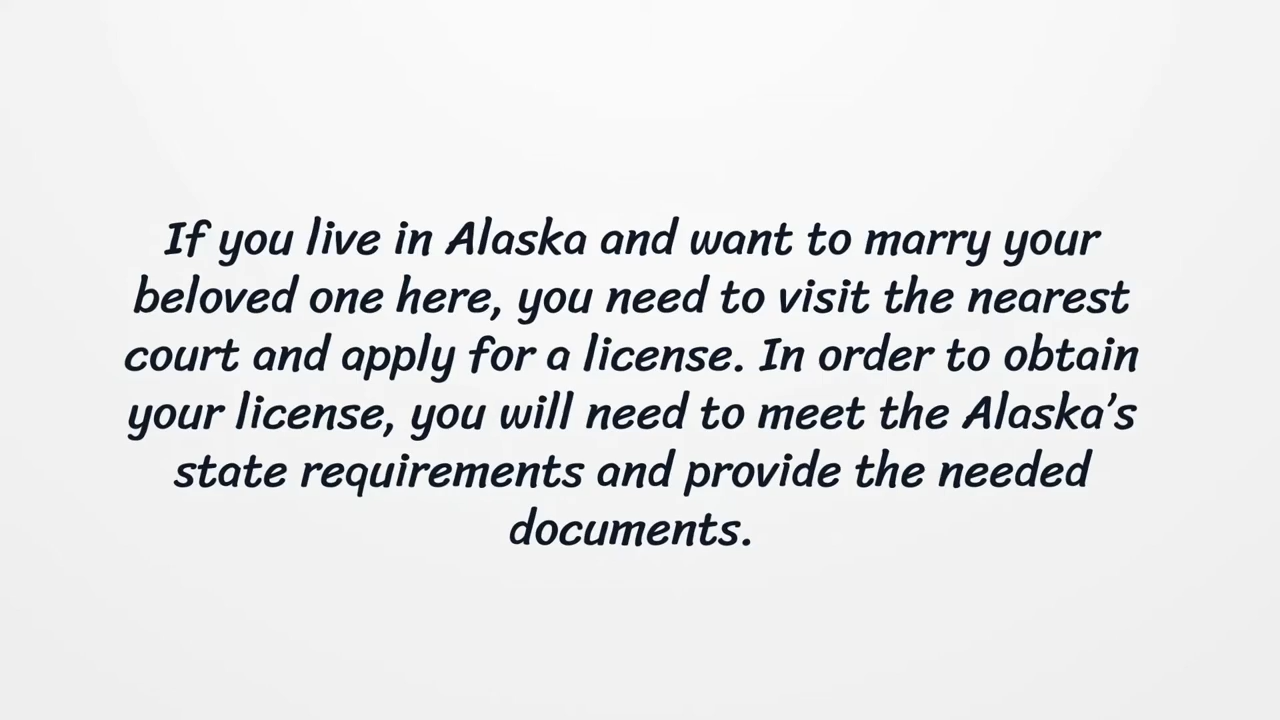 If you live in Alaska and want to marry your
beloved one here, you need to visit the nearest
court and apply for a license. In order to obtain
your license, you will need to meet the Alaska’s
state requirements and provide the needed
documents.